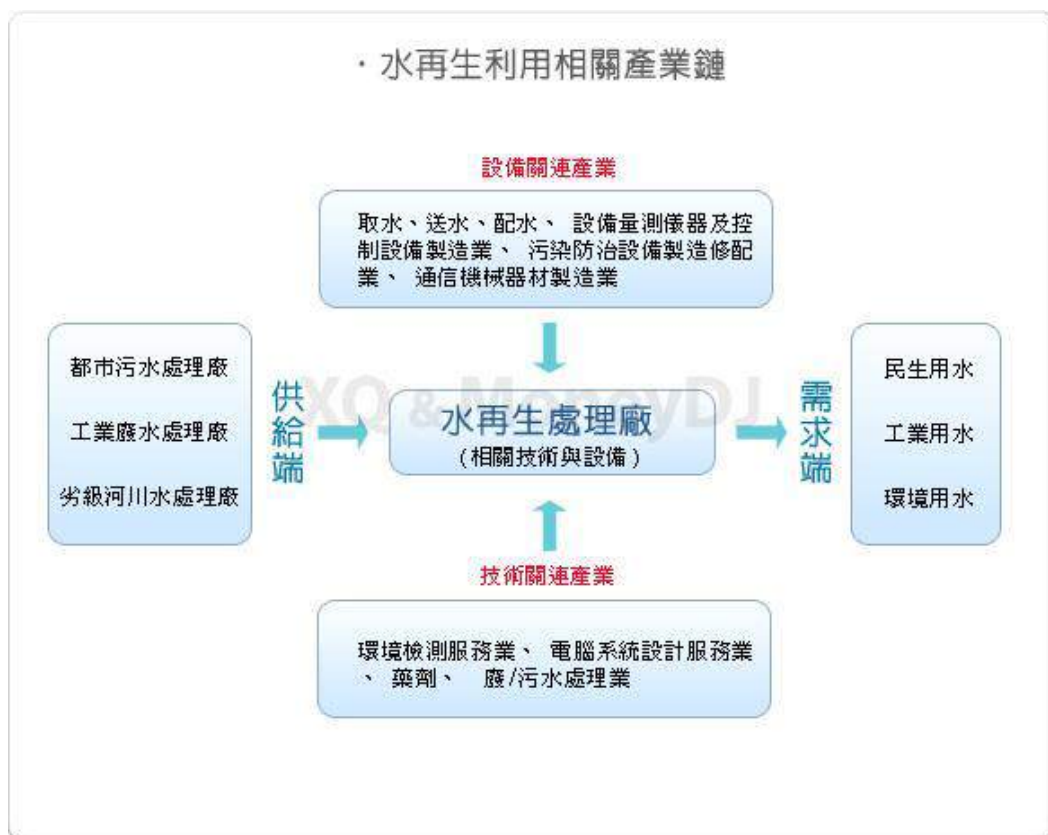 ·水再生利用相關產業鏈
設備關連產業
取水、送水、配水、 設備量測儀器及控
制設備製造業、 污染防治設備製造修配
業、 通信機械器材製造業
都市污水處理廠
工業廢水處理廠
劣級河川水處理廠
供給端
XQ & MoneyDJ
水再生處理廠
(相關技術與設備)
需求端
民生用水
工業用水
環境用水
技術關連產業
環境檢測服務業、 電腦系統設計服務業
、 藥劑、 廢/污水處理業